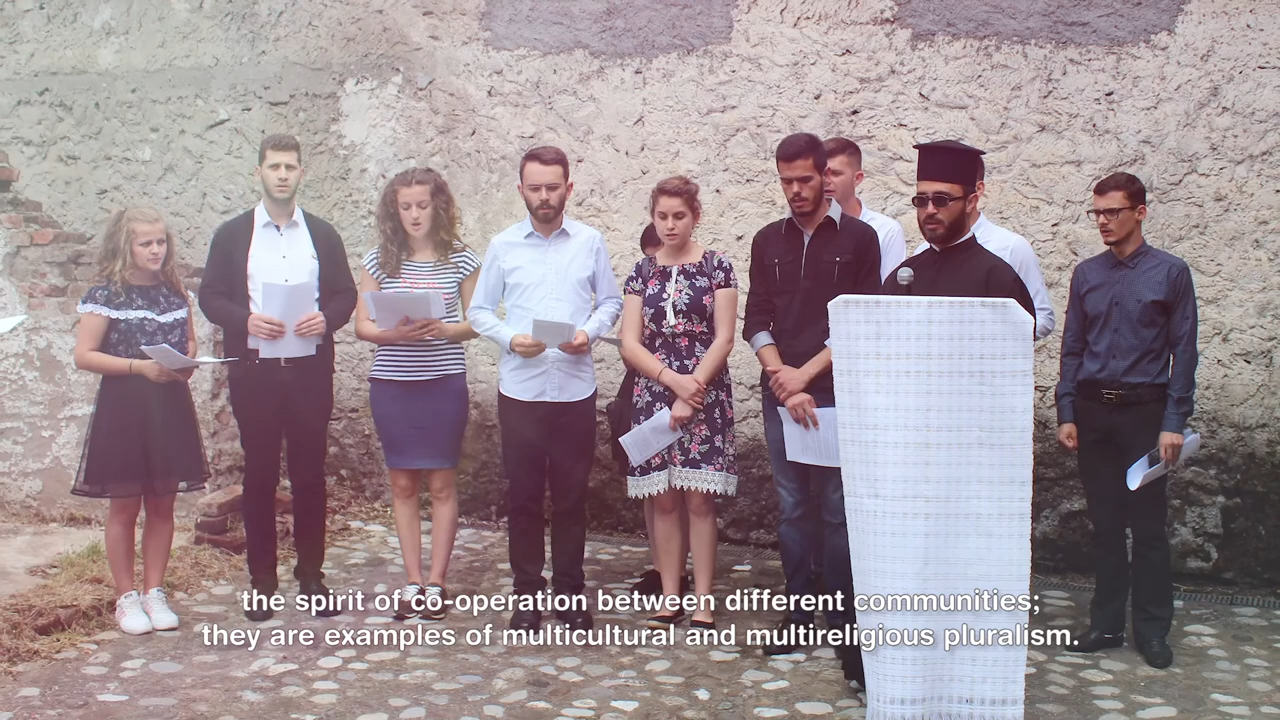 the spirit of co-operation between different communities;
they are examples of multicultural and multireligious pluralism.